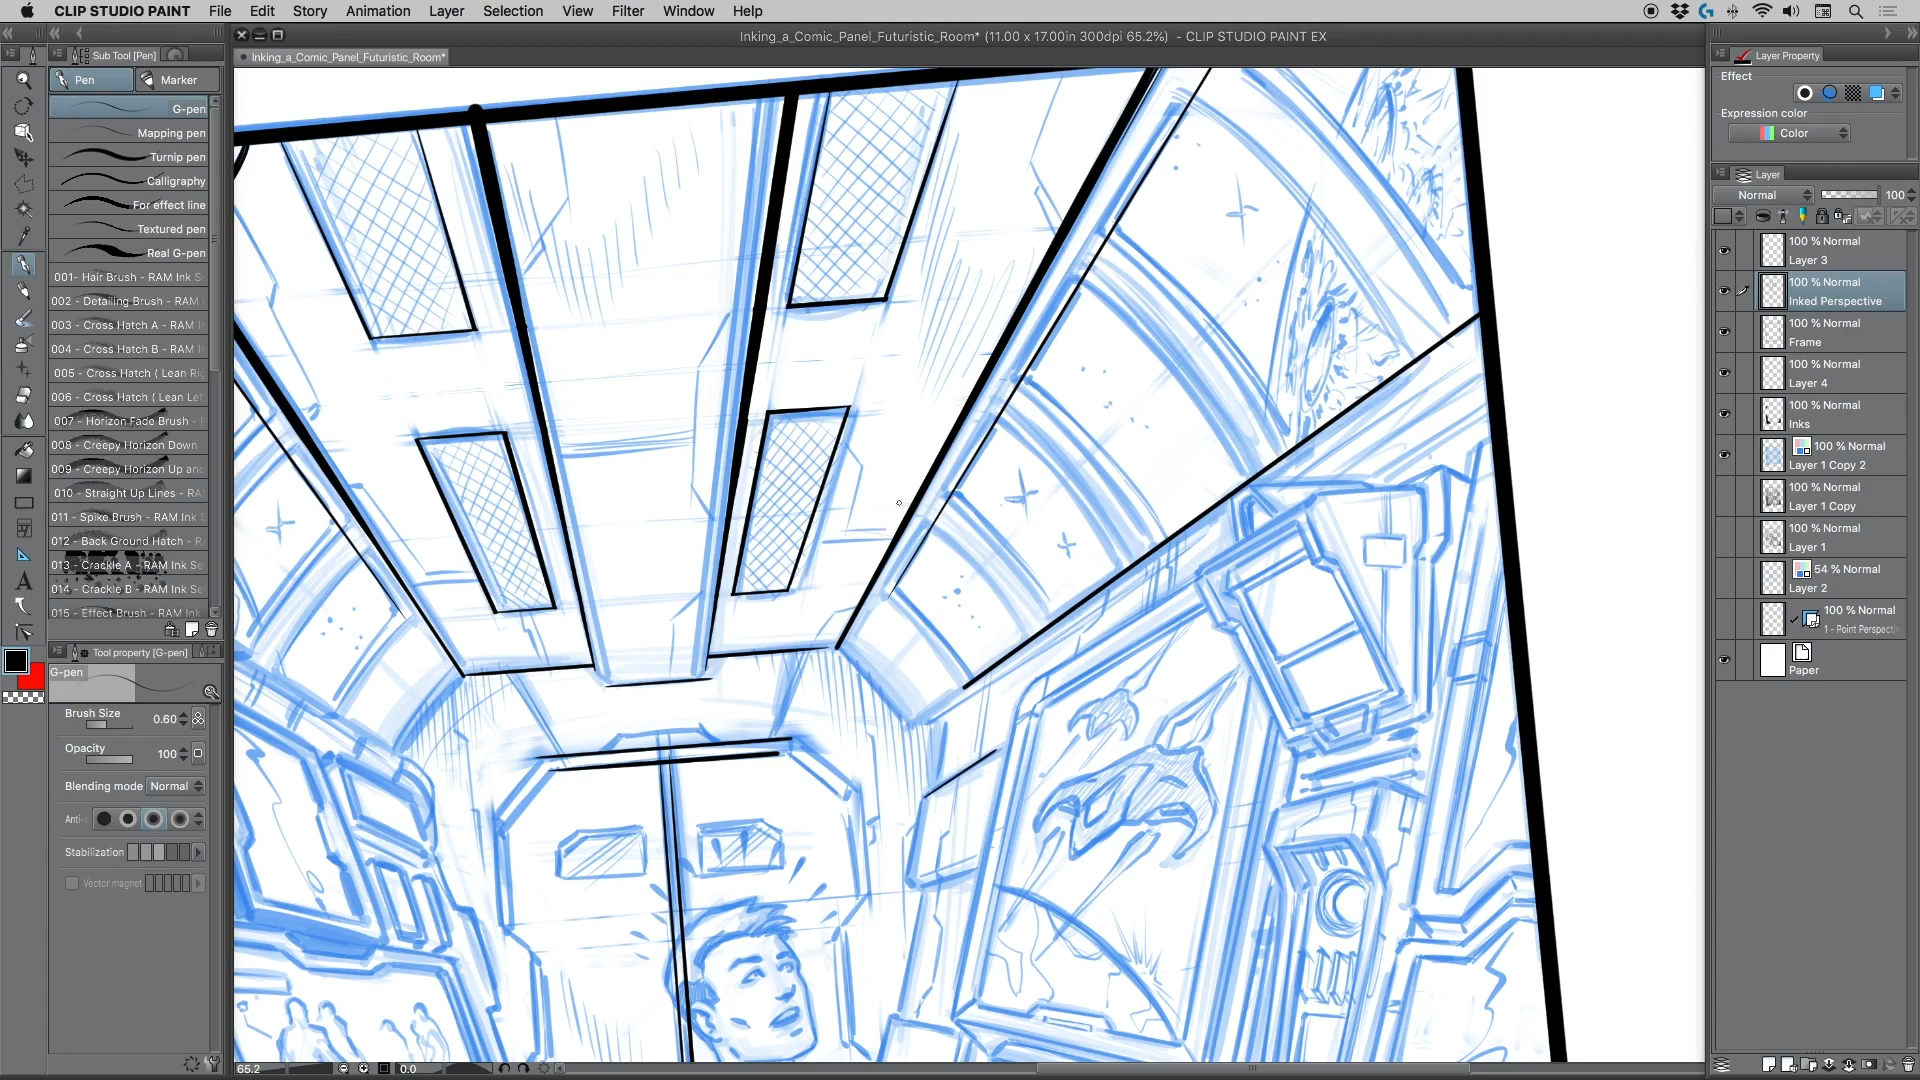 CLIP STUDIO PAINT File Edit Story Animation Layer Selection View Filter Window Help
Inking_a_Comic_Panel_Futuristic_Room* (11.00 x 17.00in 300dpi 65.2%) - CLIP STUDIO PAINT EX
Inking_a_Comic_Panel_Futuristic_Room*
Sub Tool [Pen]
Pen
Marker
G-pen
Mapping pen
Turnip pen
Calligraphy
For effect line
Textured pen
Real G-pen
001- Hair Brush - RAM Ink S
002 - Detailing Brush - RAM
003 - Cross Hatch A - RAM I
004 - Cross Hatch B - RAM
005 - Cross Hatch ( Lean Ri
006 - Cross Hatch ( Lean Le
007 - Horizon Fade Brush -
008 - Creepy Horizon Down
009 - Creepy Horizon Up and
010 - Straight Up Lines - RA
011 - Spike Brush - RAM Ink S
012 - Back Ground Hatch - R
013 - Crackle A - RAM Ink Se
014 - Crackle B - RAM Ink S
015 - Effect Brush - RAM Ink
Tool property [G-pen]
G-pen
Brush Size 0.60
Opacity 100
Blending mode Normal
Anti-
Stabilization
Vector magnet
65.2
0.0
Layer Property
Effect
Expression color
Color
Layer
Normal 100
100 % Normal
Layer 3
100 % Normal
Inked Perspective
100 % Normal
Frame
100 % Normal
Layer 4
100 % Normal
Inks
100 % Normal
Layer 1 Copy 2
100 % Normal
Layer 1 Copy
100 % Normal
Layer 1
54 % Normal
Layer 2
100 % Normal
1 - Point Perspectiv
Paper